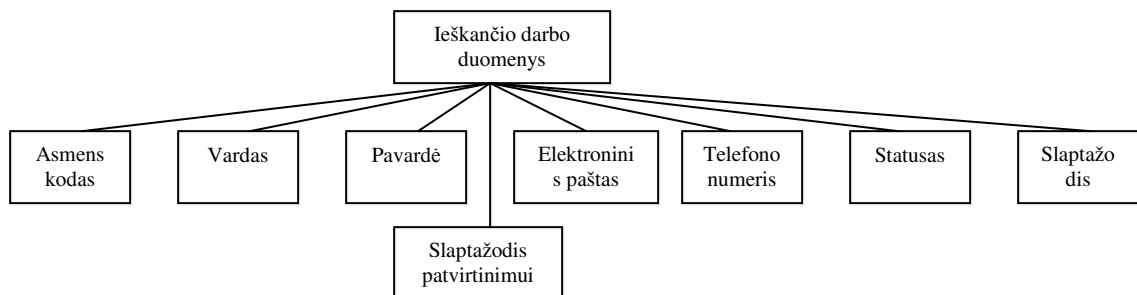 Ieškančio darbo
duomenys
Asmens
kodas
Vardas
Pavardė
Elektronini
s paštas
Telefono
numeris
Statusas
Slaptažo
dis
Slaptažodis
patvirtinimui